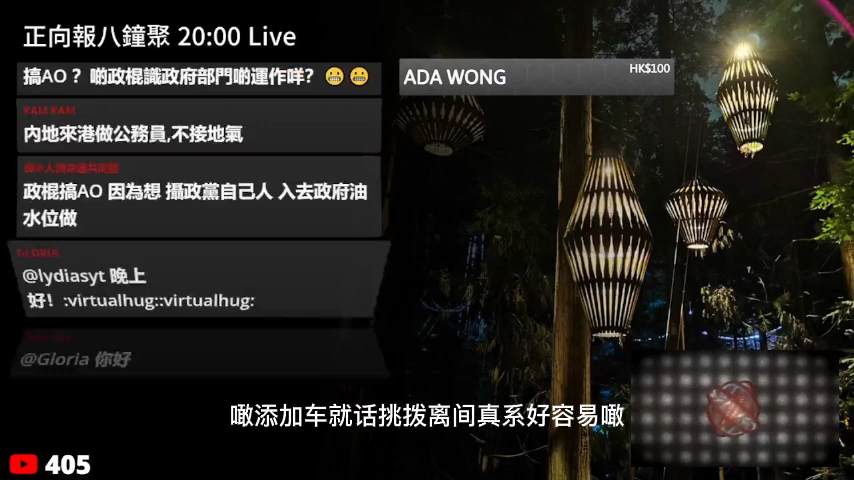 正向報八鐘聚 20:00 Live
搞AO ? 啲政棍識政府部門啲運作咩? 😬 😬
KAM KAM
內地來港做公務員,不接地氣
政棍搞AO 因為想 攝政黨自己人 入去政府油
水位做
GLORIA
@lydiasyt 晚上
好！:virtualhug::virtualhug:
@Gloria 你好
ADA WONG
HK$100
噉添加车就话挑拨离间真系好容易噉
405